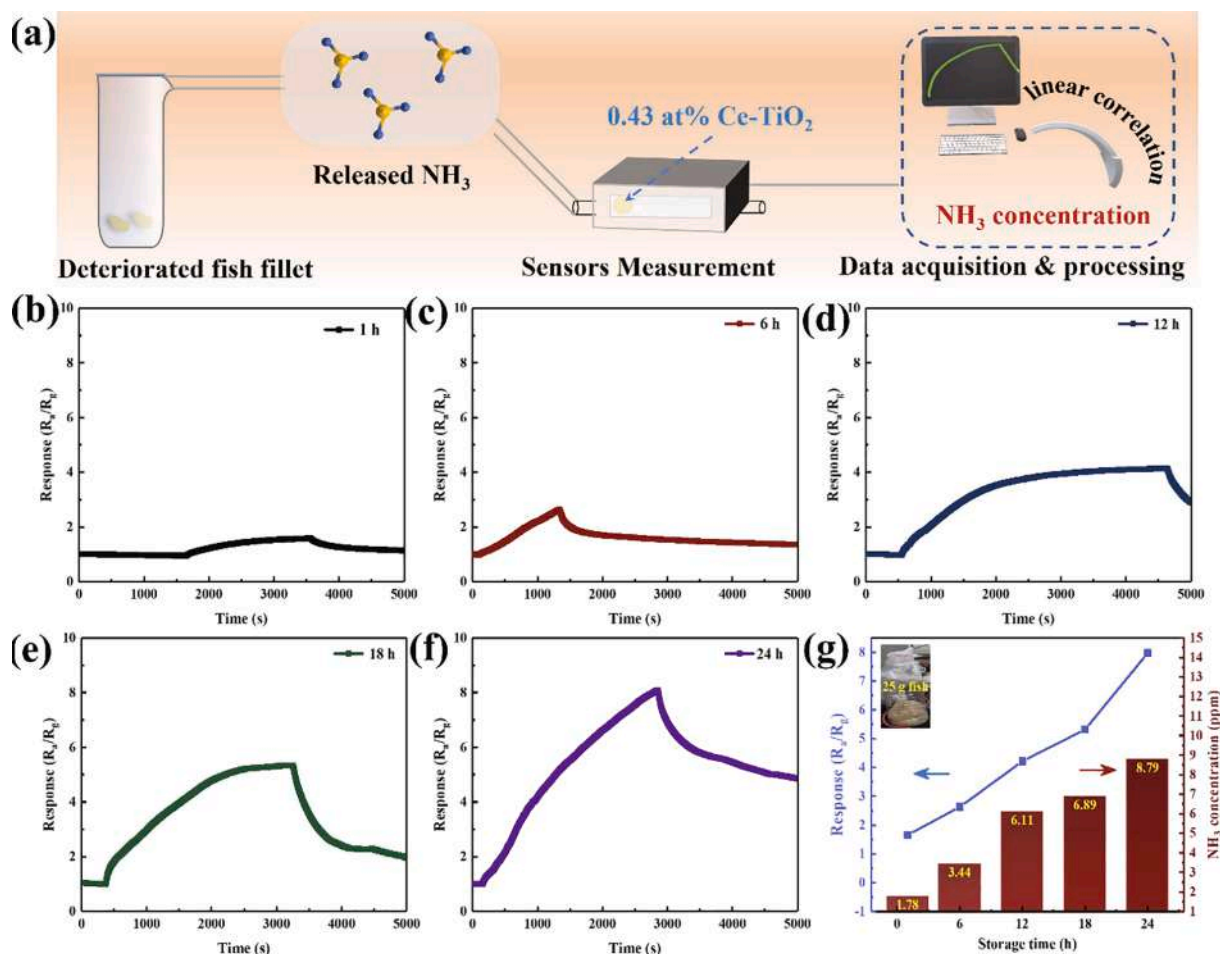 (a)
0.43 at% Ce-TiO₂
Released NH₃
linear correlation
NH₃ concentration
Deteriorated fish fillet
Sensors Measurement
Data acquisition & processing
(b)
10
8
6
4
2
0
Response (Rₐ/R_g)
1 h
0 1000 2000 3000 4000 5000
Time (s)
(c)
10
8
6
4
2
0
Response (Rₐ/R_g)
6 h
0 1000 2000 3000 4000 5000
Time (s)
(d)
10
8
6
4
2
0
Response (Rₐ/R_g)
12 h
0 1000 2000 3000 4000 5000
Time (s)
(e)
10
8
6
4
2
0
Response (Rₐ/R_g)
18 h
0 1000 2000 3000 4000 5000
Time (s)
(f)
10
8
6
4
2
0
Response (Rₐ/R_g)
24 h
0 1000 2000 3000 4000 5000
Time (s)
(g)
8
7
6
5
4
3
2
1
0
-1
Response (Rₐ/R_g)
25 g fish
1.78
3.44
6.11
6.89
8.79
15
14
13
12
11
10
9
8
7
6
5
4
3
2
1
NH₃ concentration (ppm)
0 6 12 18 24
Storage time (h)